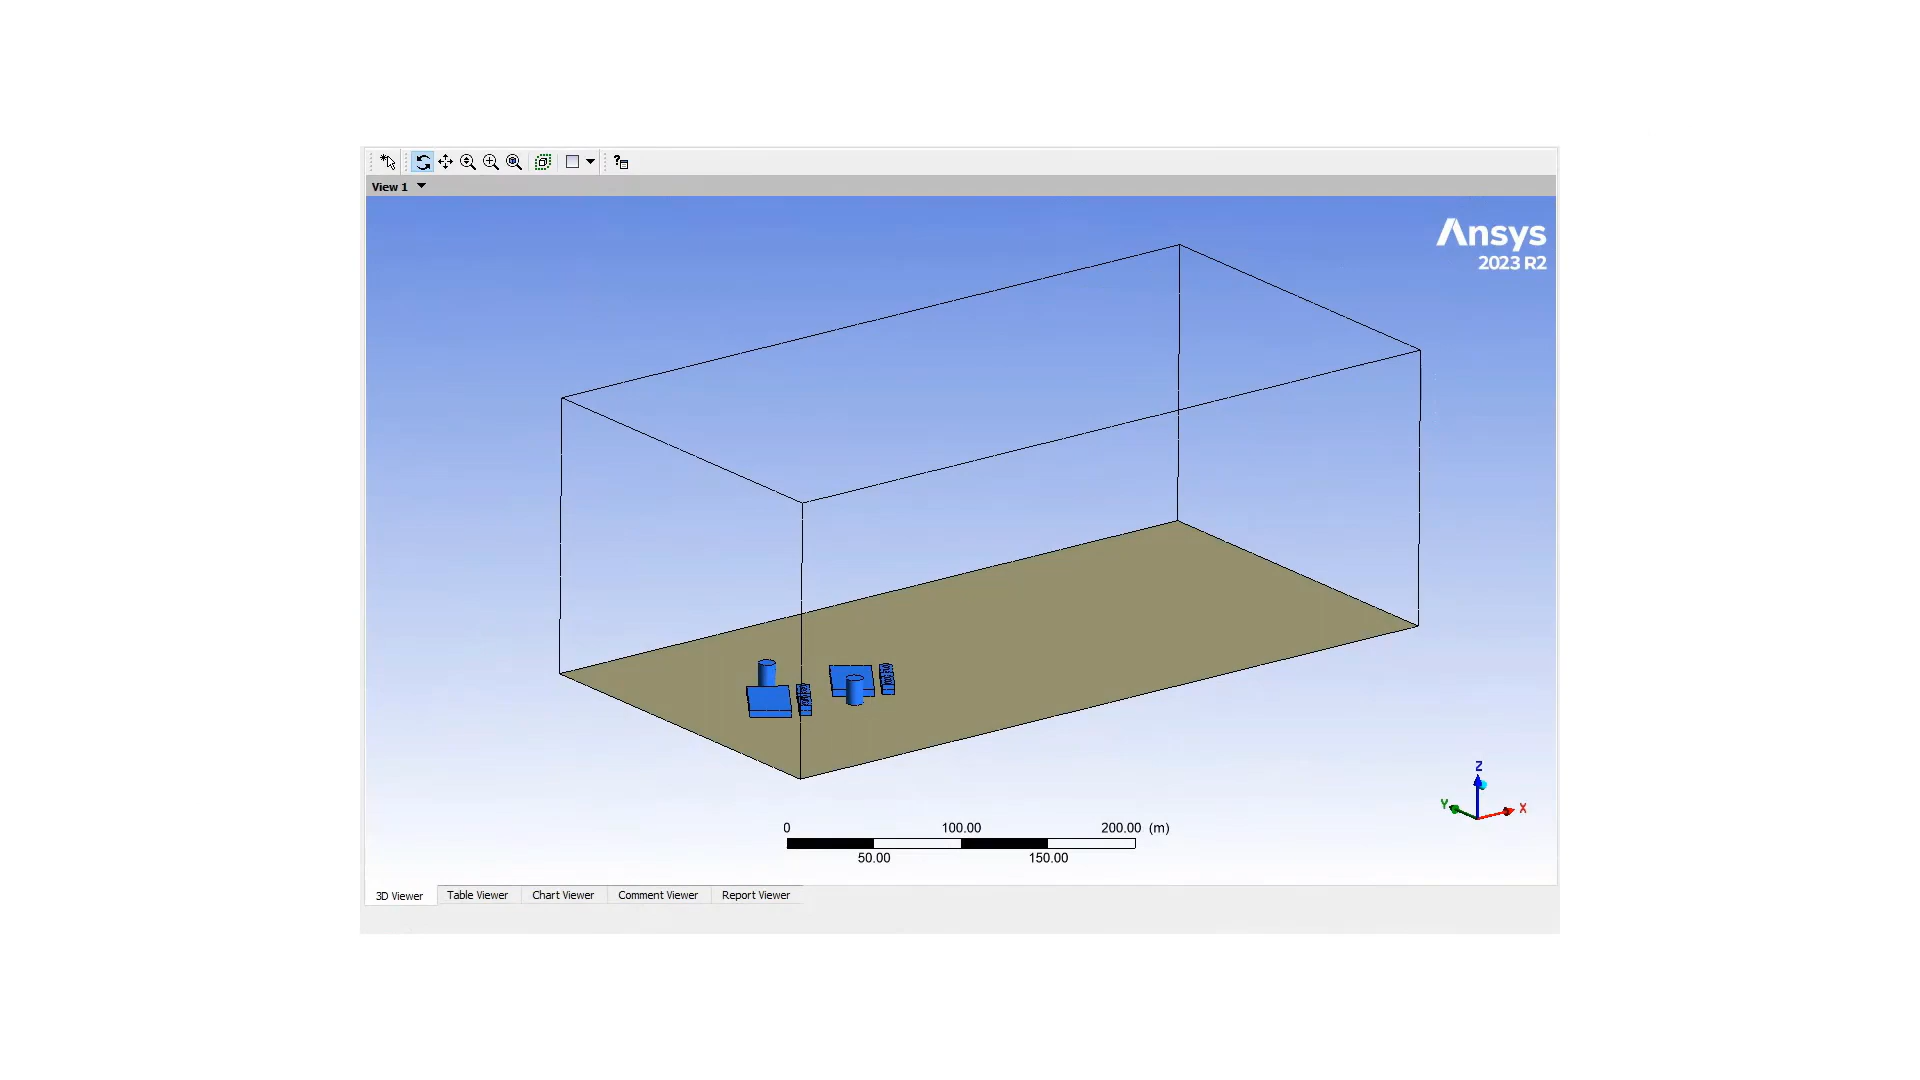 View 1
Ansys
2023 R2
Z
Y
X
0 100.00 200.00 (m)
50.00 150.00
3D Viewer Table Viewer Chart Viewer Comment Viewer Report Viewer